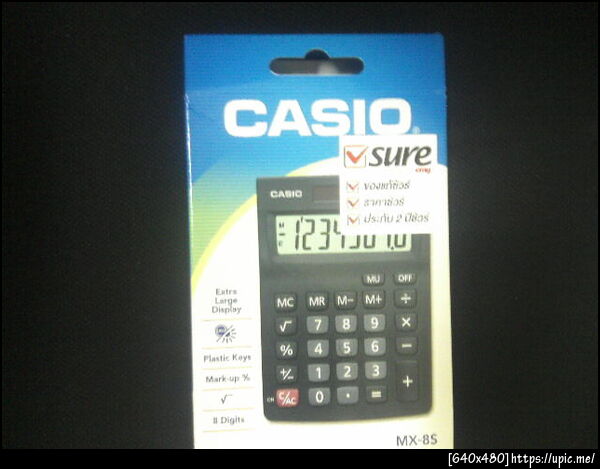 CASIO
sure
cmg
ของแท้ชัวร์
ราคาชัวร์
ประกัน 2 ปีชัวร์
CASIO
MU OFF
MC MR M− M+ ÷
√ 7 8 9 ×
% 4 5 6 −
+/− 1 2 3 +
CN C/AC 0 · =
Extra
Large
Display
Plastic Keys
Mark-up %
√
8 Digits
MX-8S
[640x480]https://upic.me/